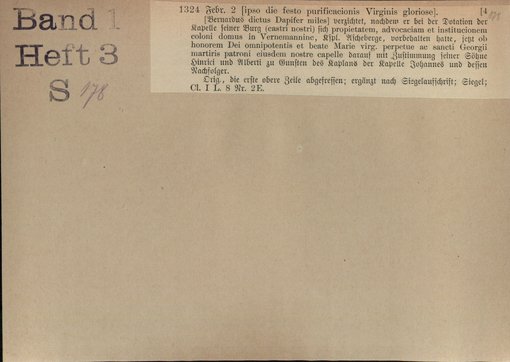 Band 1
Heft 3
S 178
1324 Febr. 2 [ipso die festo purificacionis Virginis gloriose]. [4
178
[Bernardus dictus Dapifer miles] verzichtet, nachdem er bei der Dotation der
Kapelle seiner Burg (castri nostri) sich propietatem, advocaciam et institucionem
coloni domus in Vernemannine, Kspl. Ascheberge, vorbehalten hatte, jetzt ob
honorem Dei omnipotentis et beate Marie virg. perpetue ac sancti Georgii
martiris patroni eiusdem nostre capelle darauf mit Zustimmung seiner Söhne
Hinrici und Alberti zu Gunsten des Kaplans der Kapelle Johannes und dessen
Nachfolger.
Orig., die erste obere Zeile abgefressen; ergänzt nach Siegelaufschrift; Siegel;
Cl. I L. 8 Nr. 2 E.